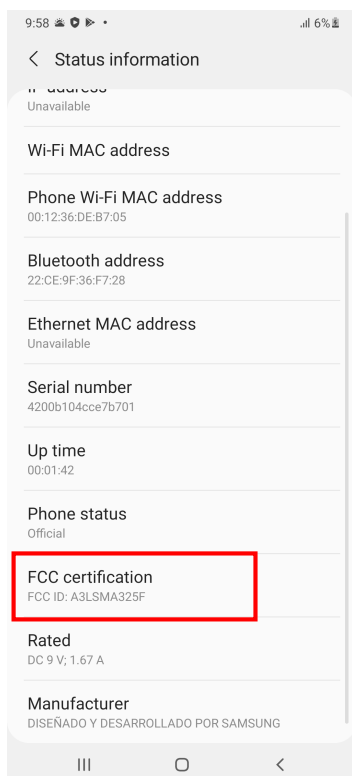 9:58
6%
Status information
IP address
Unavailable
Wi-Fi MAC address
Phone Wi-Fi MAC address
00:12:36:DE:B7:05
Bluetooth address
22:CE:9F:36:F7:28
Ethernet MAC address
Unavailable
Serial number
4200b104cce7b701
Up time
00:01:42
Phone status
Official
FCC certification
FCC ID: A3LSMA325F
Rated
DC 9 V; 1.67 A
Manufacturer
DISEÑADO Y DESARROLLADO POR SAMSUNG